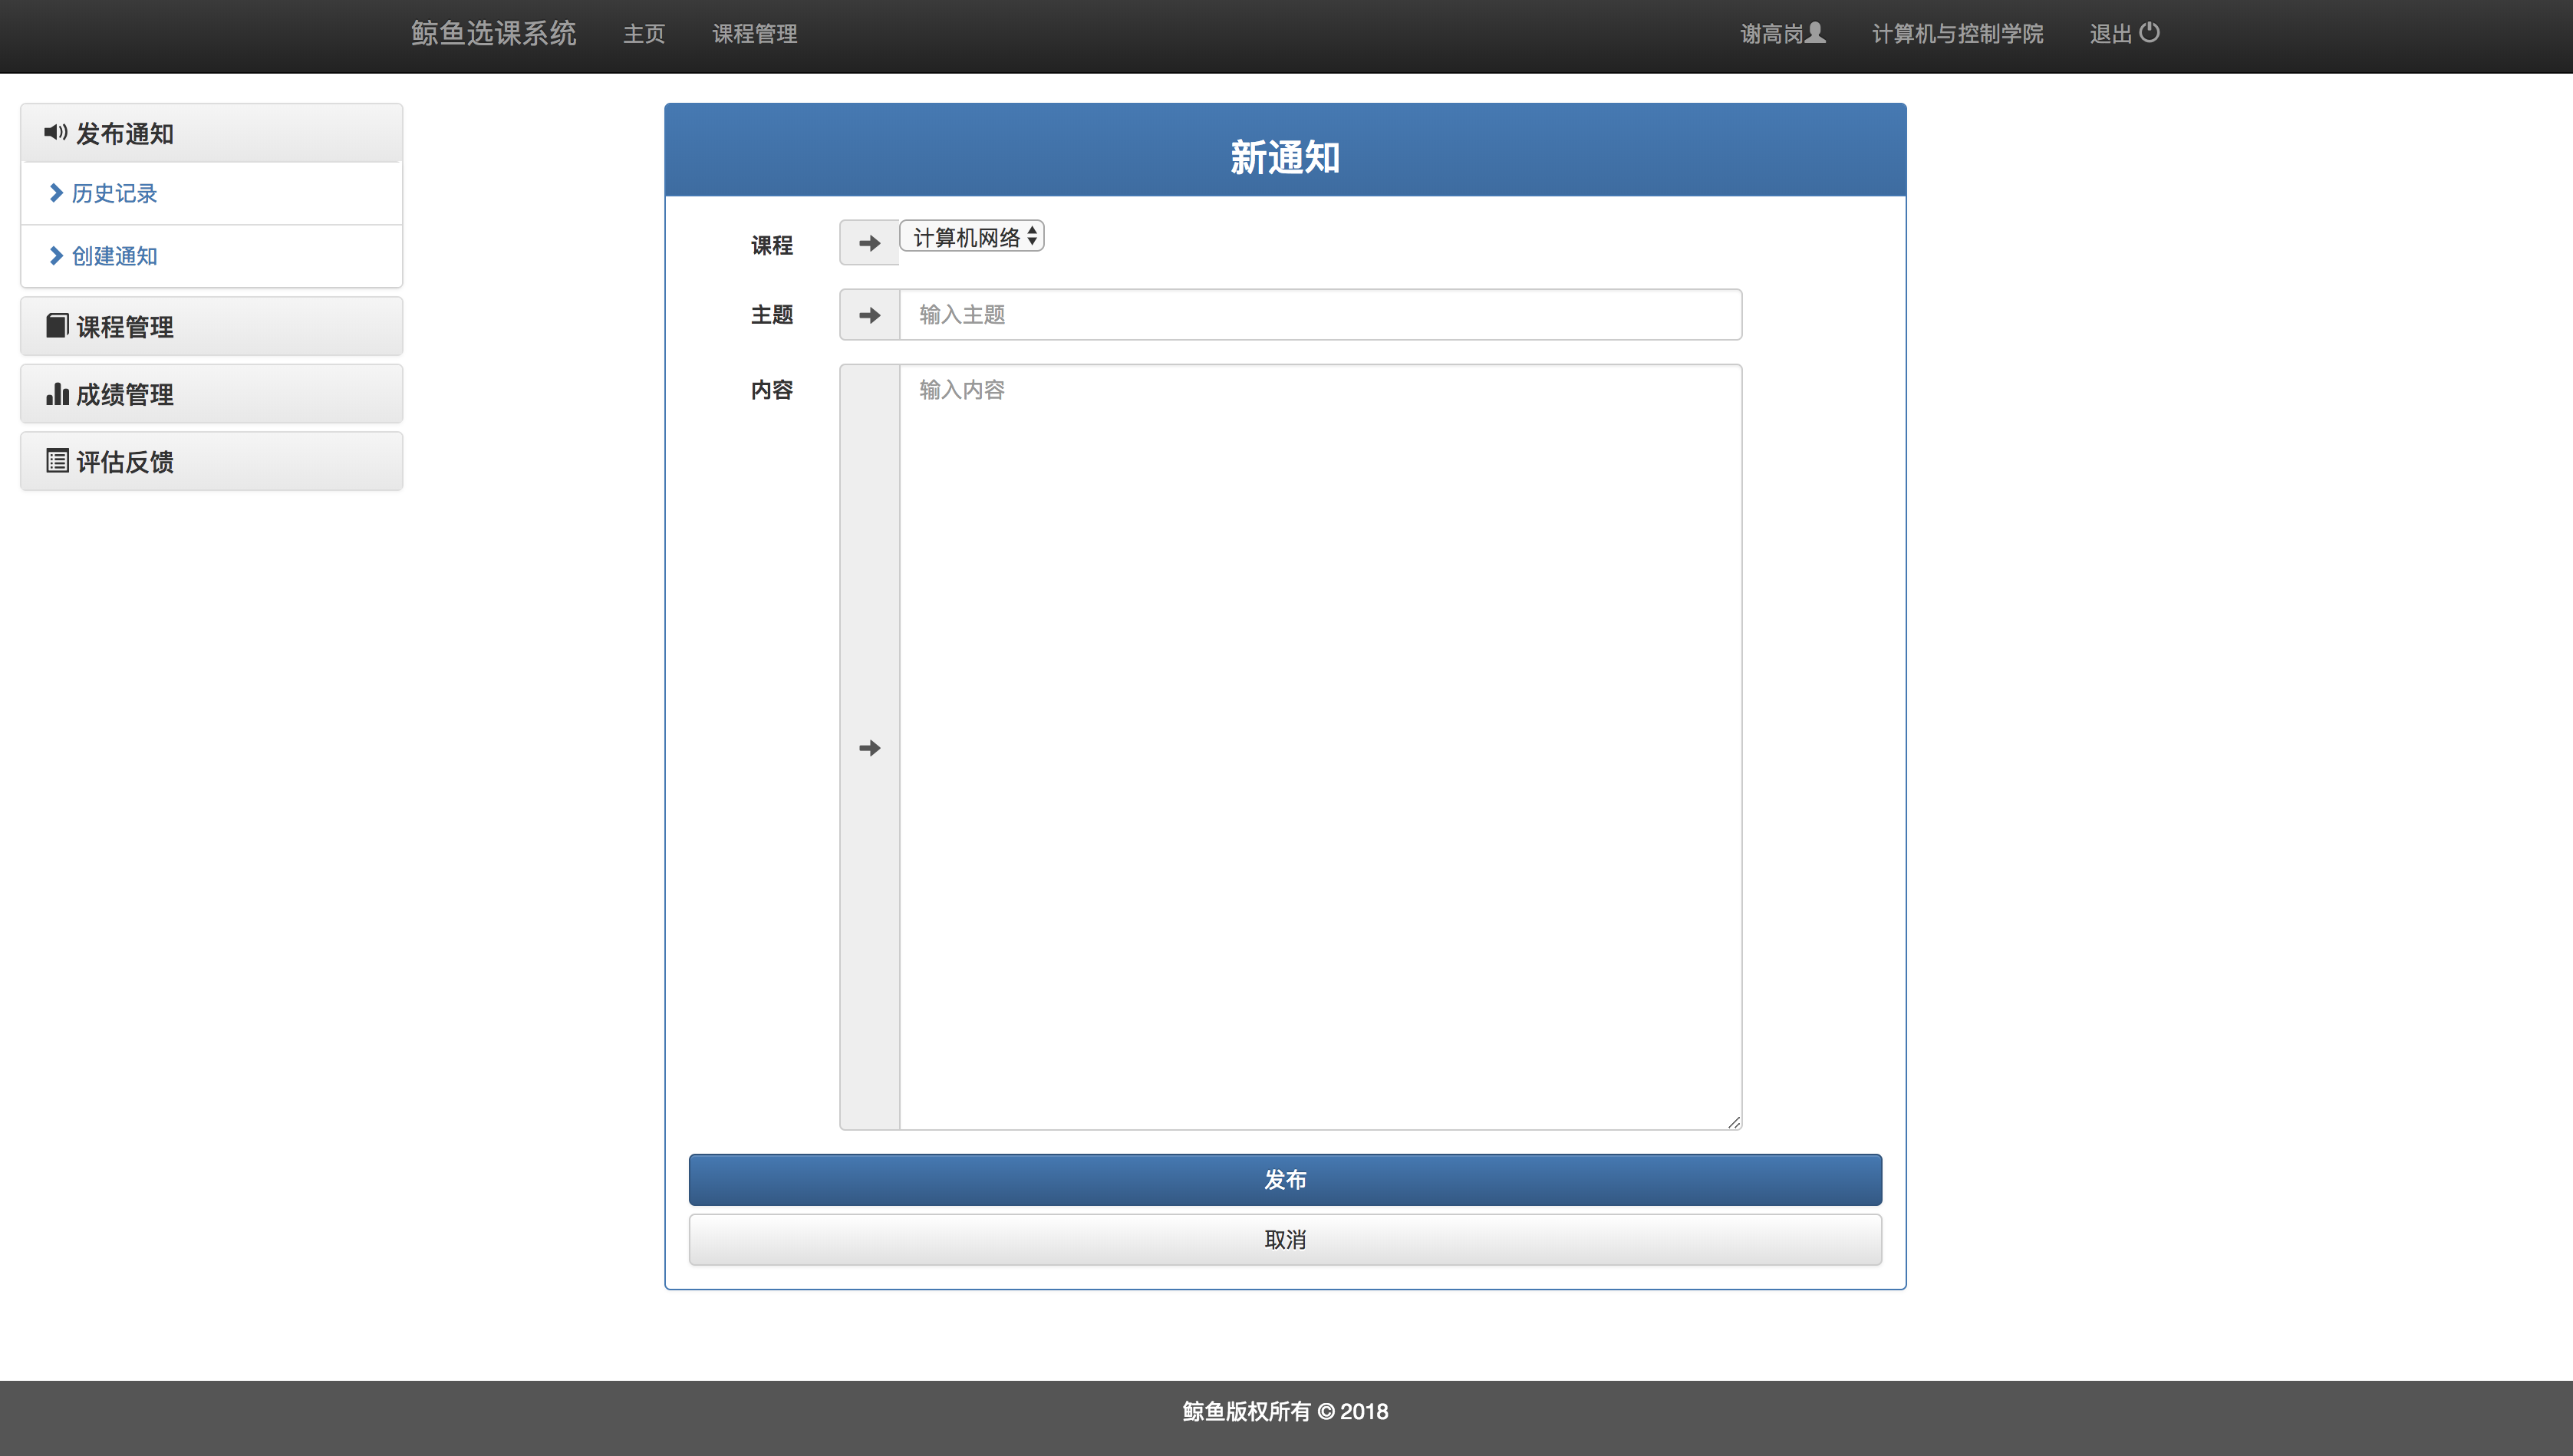 鲸鱼选课系统 主页 课程管理 谢高岗 计算机与控制学院 退出
发布通知
历史记录
创建通知
课程管理
成绩管理
评估反馈
新通知
课程 计算机网络
主题 输入主题
内容 输入内容
发布
取消
鲸鱼版权所有 © 2018